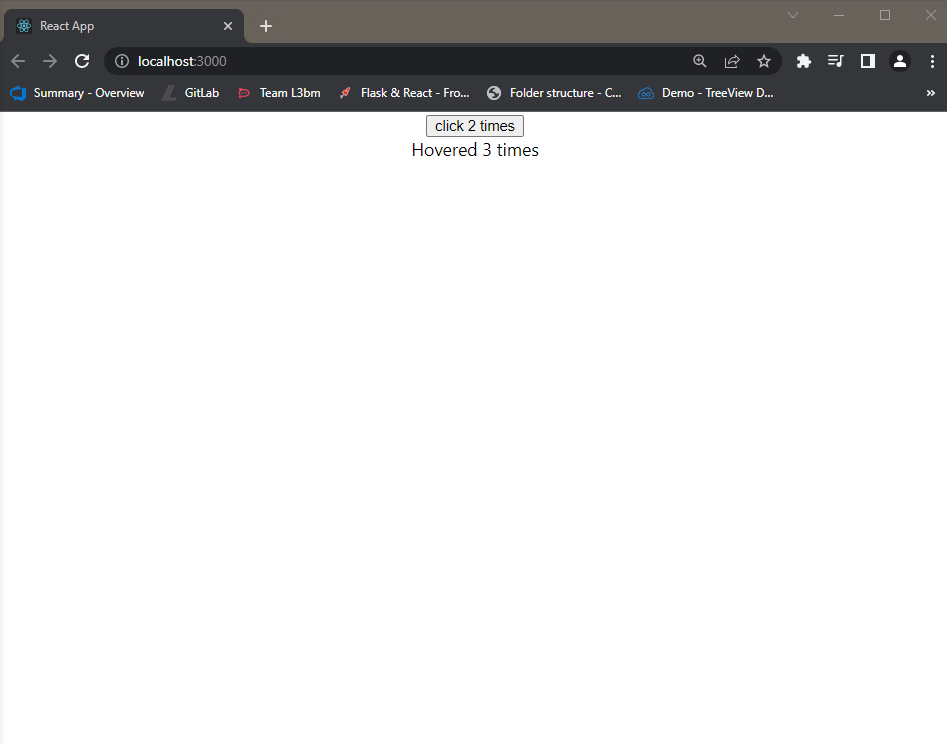 React App
localhost:3000
Summary - Overview GitLab Team L3bm Flask & React - Fro... Folder structure - C... Demo - TreeView D... »
click 2 times
Hovered 3 times